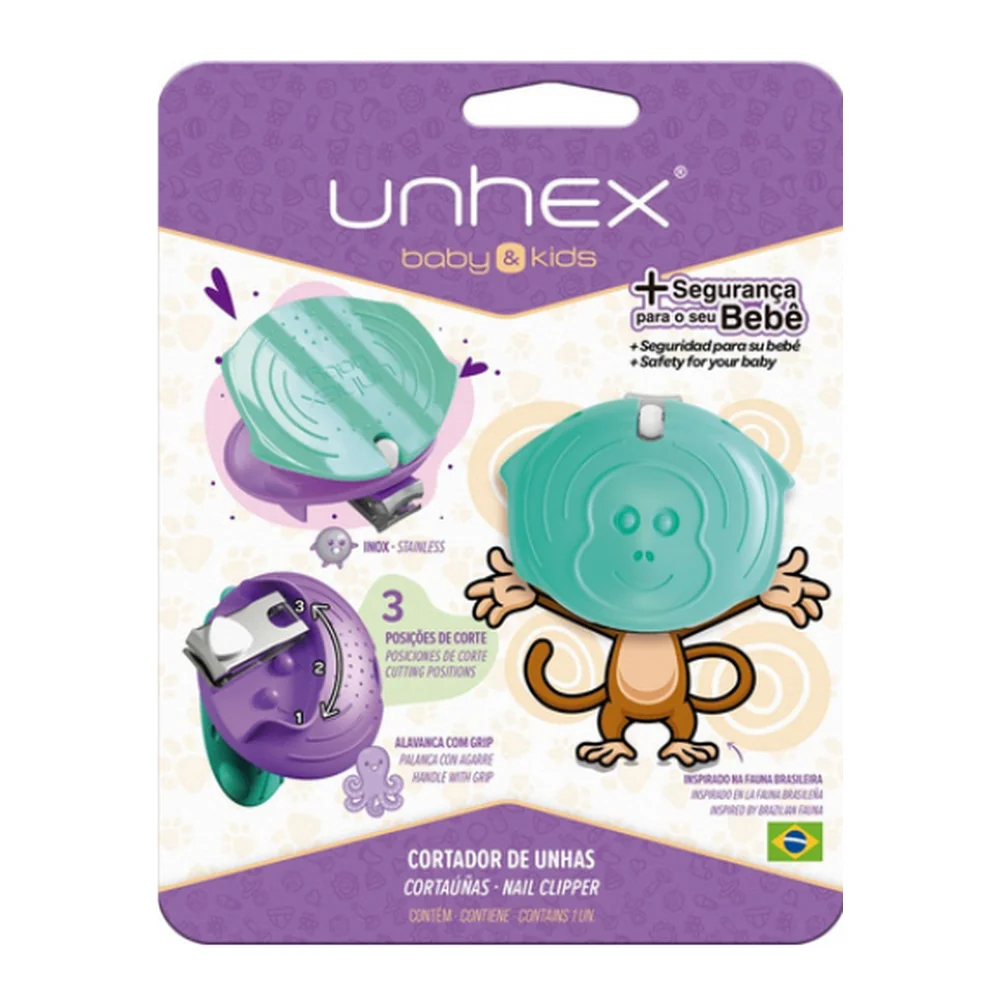 unhex®
baby & kids
+ Segurança
para o seu Bebê
+ Seguridad para su bebé
+ Safety for your baby
INOX - STAINLESS
3
POSIÇÕES DE CORTE
POSICIONES DE CORTE
CUTTING POSITIONS
3
2
1
ALAVANCA COM GRIP
PALANCA CON AGARRE
HANDLE WITH GRIP
INSPIRADO NA FAUNA BRASILEIRA
INSPIRADO EN LA FAUNA BRASILEÑA
INSPIRED BY BRAZILIAN FAUNA
CORTADOR DE UNHAS
CORTAÚÑAS · NAIL CLIPPER
CONTÉM · CONTIENE · CONTAINS 1 UN.